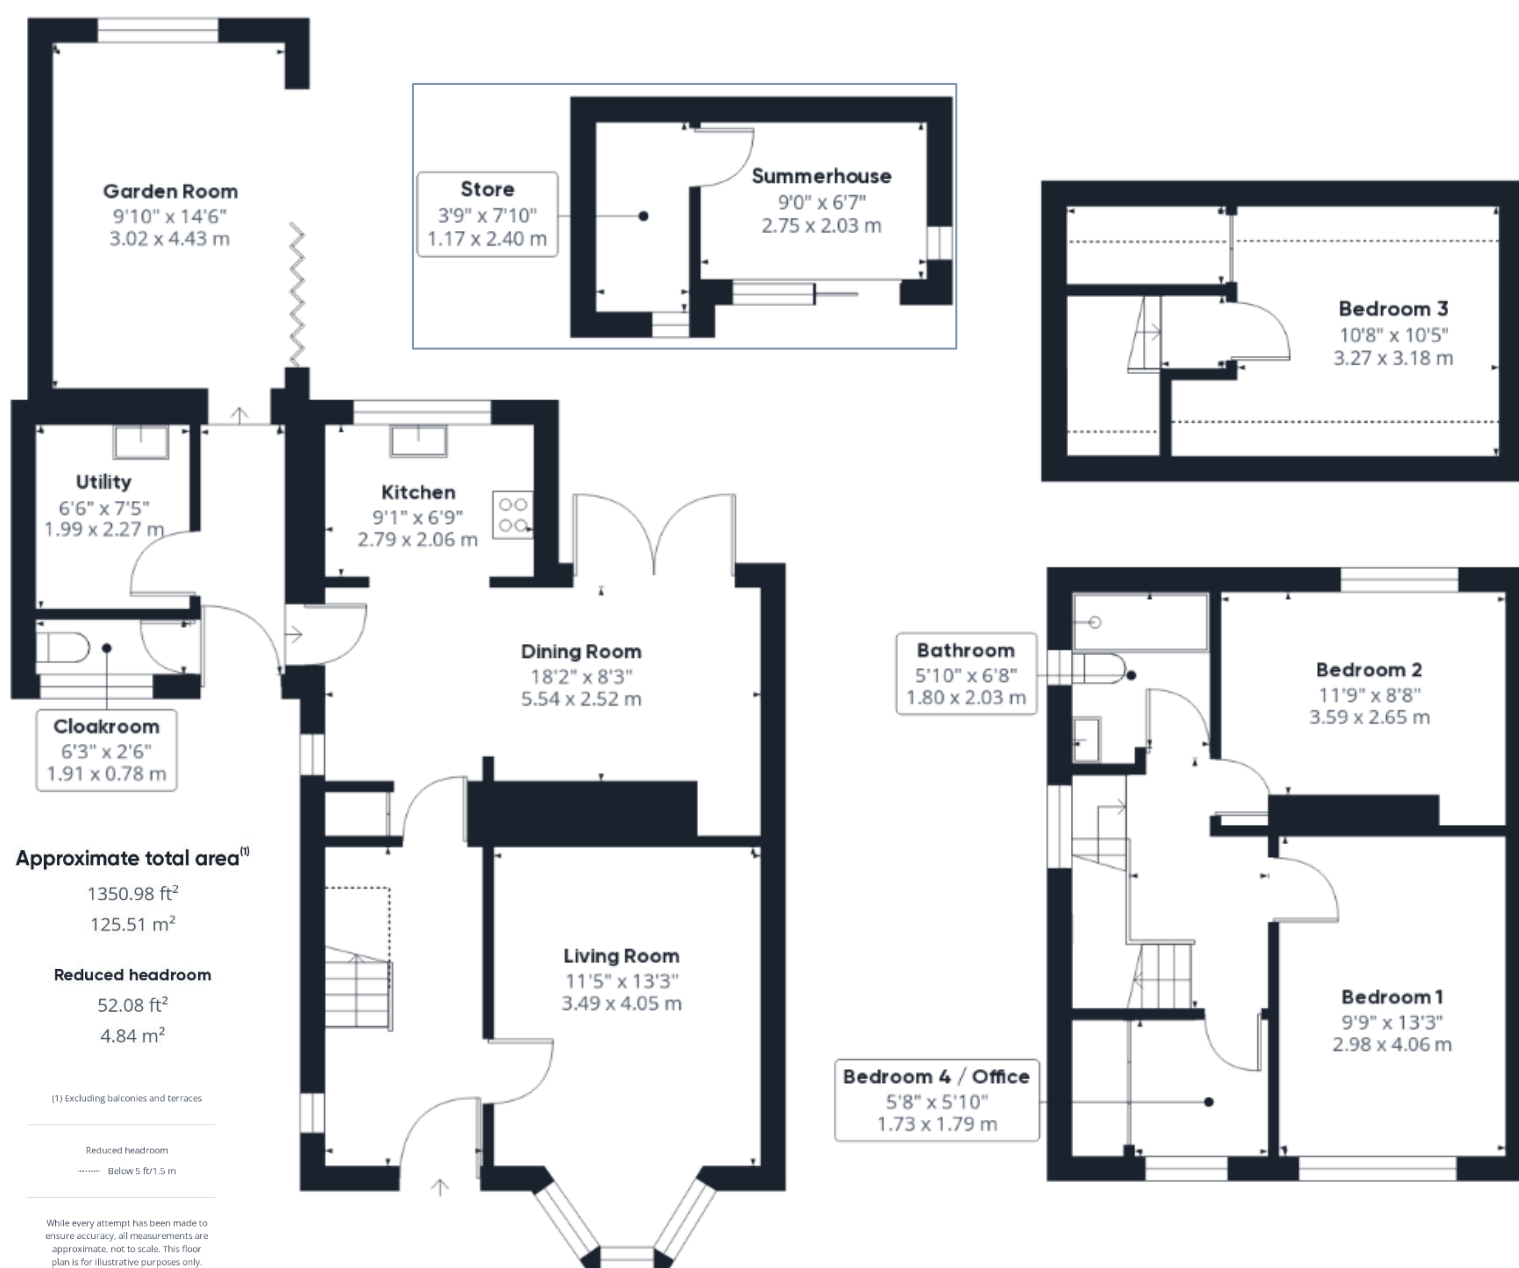 Garden Room
9'10" x 14'6"
3.02 x 4.43 m
Store
3'9" x 7'10"
1.17 x 2.40 m
Summerhouse
9'0" x 6'7"
2.75 x 2.03 m
Bedroom 3
10'8" x 10'5"
3.27 x 3.18 m
Utility
6'6" x 7'5"
1.99 x 2.27 m
Kitchen
9'1" x 6'9"
2.79 x 2.06 m
Dining Room
18'2" x 8'3"
5.54 x 2.52 m
Cloakroom
6'3" x 2'6"
1.91 x 0.78 m
Bathroom
5'10" x 6'8"
1.80 x 2.03 m
Bedroom 2
11'9" x 8'8"
3.59 x 2.65 m
Living Room
11'5" x 13'3"
3.49 x 4.05 m
Bedroom 1
9'9" x 13'3"
2.98 x 4.06 m
Bedroom 4 / Office
5'8" x 5'10"
1.73 x 1.79 m
Approximate total area(1)
1350.98 ft²
125.51 m²
Reduced headroom
52.08 ft²
4.84 m²
(1) Excluding balconies and terraces
Reduced headroom
Below 5 ft/1.5 m
While every attempt has been made to
ensure accuracy, all measurements are
approximate, not to scale. This floor
plan is for illustrative purposes only.